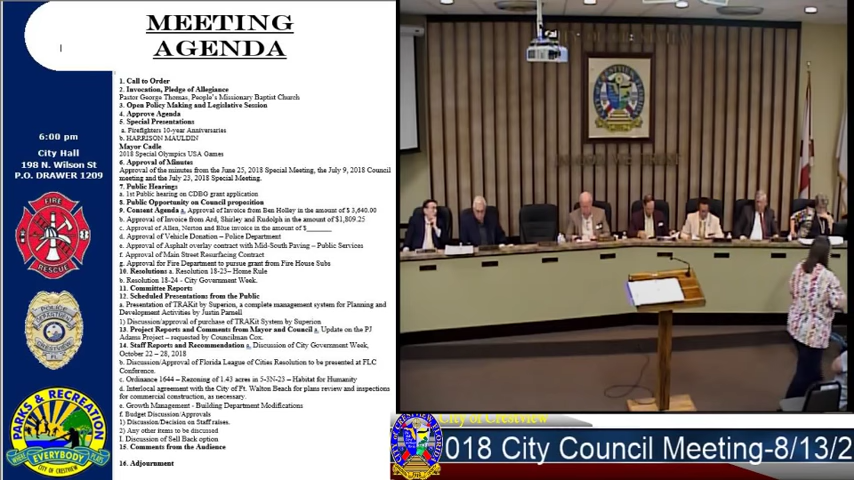 MEETING
AGENDA
6:00 pm
City Hall
198 N. Wilson St
P.O. DRAWER 1209
FIRE
RESCUE
PARKS & RECREATION
EVERYBODY
CITY OF CRESTVIEW
1. Call to Order
2. Invocation, Pledge of Allegiance
Pastor George Thomas, People's Missionary Baptist Church
3. Open Policy Making and Legislative Session
4. Approve Agenda
5. Special Presentations
a. Firefighters 10-year Anniversaries
b. HARRISON MAULDIN
Mayor Cadle
2018 Special Olympics USA Games
6. Approval of Minutes
Approval of the minutes from the June 25, 2018 Special Meeting, the July 9, 2018 Council
meeting and the July 23, 2018 Special Meeting.
7. Public Hearings
a. 1st Public hearing on CDBG grant application
8. Public Opportunity on Council proposition
9. Consent Agenda a. Approval of Invoice from Ben Holley in the amount of $ 3,640.00
b. Approval of Invoice from Ard, Shirley and Rudolph in the amount of $1,809.25
c. Approval of Allen, Norton and Blue invoice in the amount of $______
d. Approval of Vehicle Donation – Police Department
e. Approval of Asphalt overlay contract with Mid-South Paving – Public Services
f. Approval of Main Street Resurfacing Contract
g. Approval for Fire Department to pursue grant from Fire House Subs
10. Resolutions a. Resolution 18-23 – Home Rule
b. Resolution 18-24 - City Government Week.
11. Committee Reports
12. Scheduled Presentations from the Public
a. Presentation of TRAKit by Superion, a complete management system for Planning and
Development Activities by Justin Parnell
1) Discussion/approval of purchase of TRAKit System by Superion
13. Project Reports and Comments from Mayor and Council a. Update on the PJ
Adams Project – requested by Councilman Cox.
14. Staff Reports and Recommendation a. Discussion of City Government Week,
October 22 – 28, 2018
b. Discussion/Approval of Florida League of Cities Resolution to be presented at FLC
Conference.
c. Ordinance 1644 – Rezoning of 1.43 acres in 5-3N-23 – Habitat for Humanity
d. Interlocal agreement with the City of Ft. Walton Beach for plans review and inspections
for commercial construction, as necessary.
e. Growth Management - Building Department Modifications
f. Budget Discussion/Approvals
1) Discussion/Decision on Staff raises.
2) Any other items to be discussed
I. Discussion of Sell Back option
15. Comments from the Audience
16. Adjournment
City of Crestview
018 City Council Meeting-8/13/2